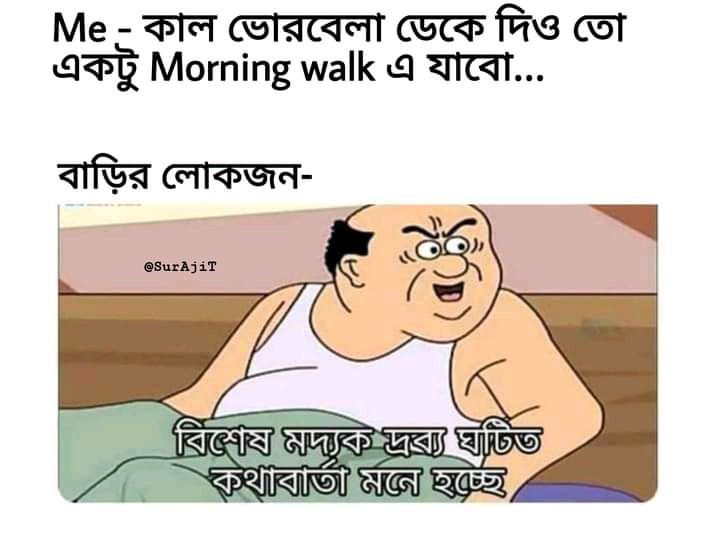 Me - কাল ভোরবেলা ডেকে দিও তো
একটু Morning walk এ যাবো...
বাড়ির লোকজন-
@SurAjiT
বিশেষ মদ্যক দ্রব্য ঘটিত
কথাবার্তা মনে হচ্ছে